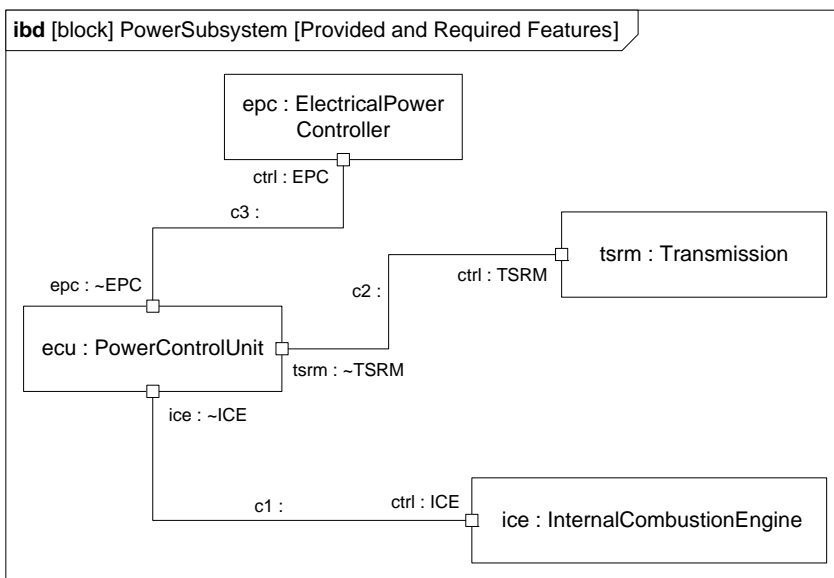 ibd [block] PowerSubsystem [Provided and Required Features]
epc : ElectricalPower
Controller
ctrl : EPC
c3 :
tsrm : Transmission
ctrl : TSRM
c2 :
epc : ~EPC
ecu : PowerControlUnit
tsrm : ~TSRM
ice : ~ICE
c1 :
ctrl : ICE
ice : InternalCombustionEngine